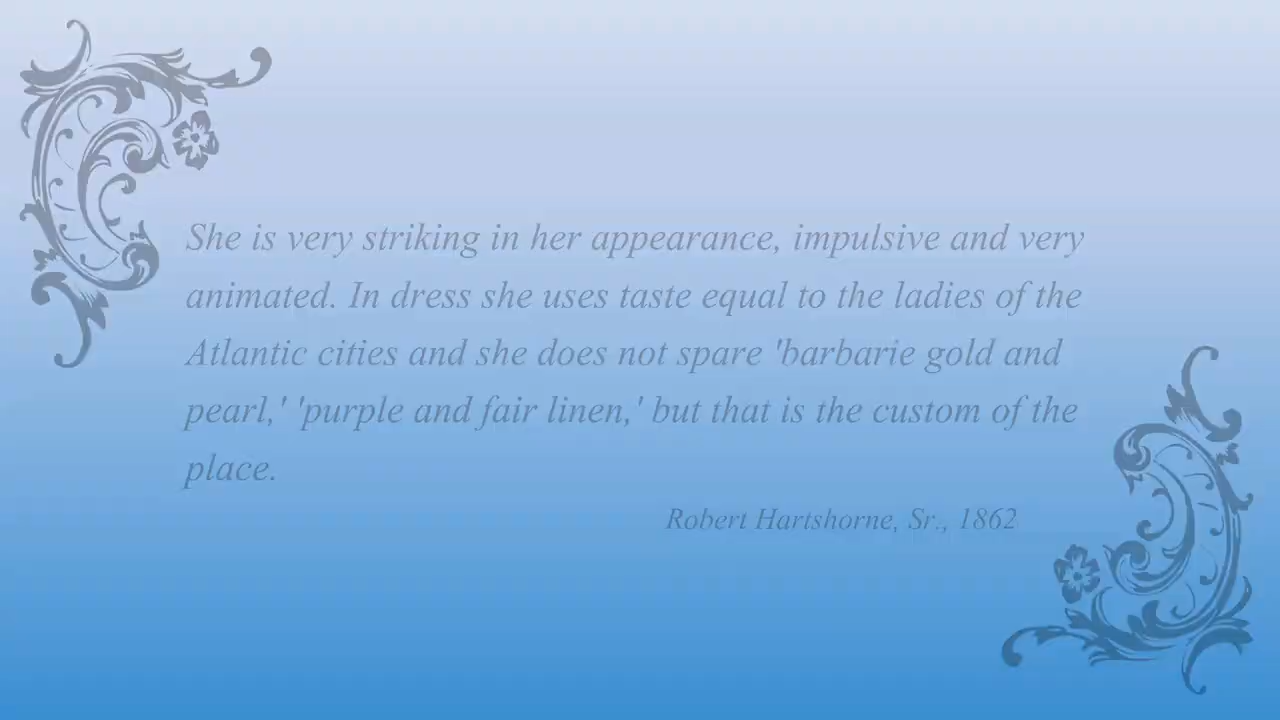 She is very striking in her appearance, impulsive and very
animated. In dress she uses taste equal to the ladies of the
Atlantic cities and she does not spare 'barbarie gold and
pearl,' 'purple and fair linen,' but that is the custom of the
place.
Robert Hartshorne, Sr., 1862